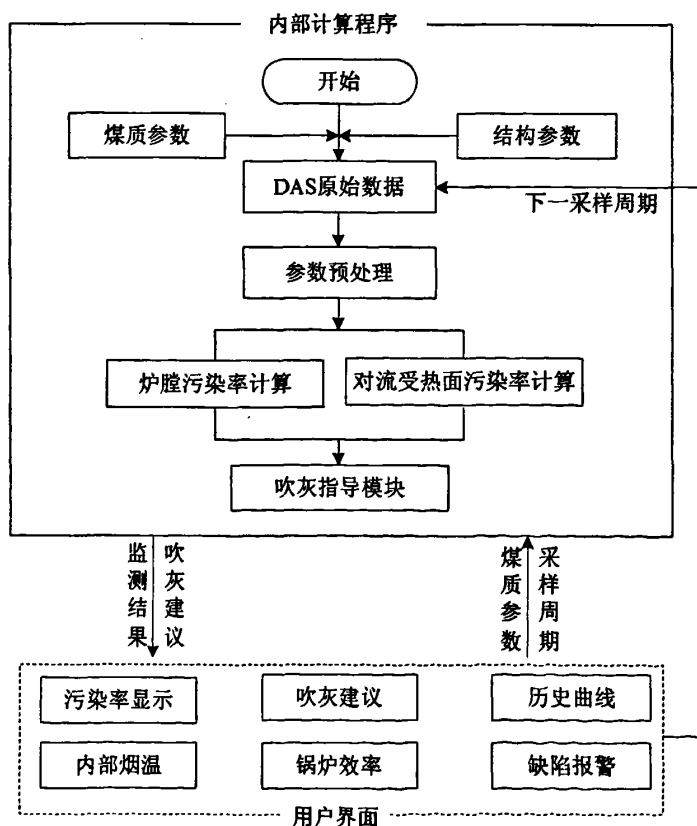 内部计算程序
开始
煤质参数
结构参数
DAS原始数据
下一采样周期
参数预处理
炉膛污染率计算
对流受热面污染率计算
吹灰指导模块
监测结果
吹灰建议
煤质参数
采样周期
污染率显示
吹灰建议
历史曲线
内部烟温
锅炉效率
缺陷报警
用户界面